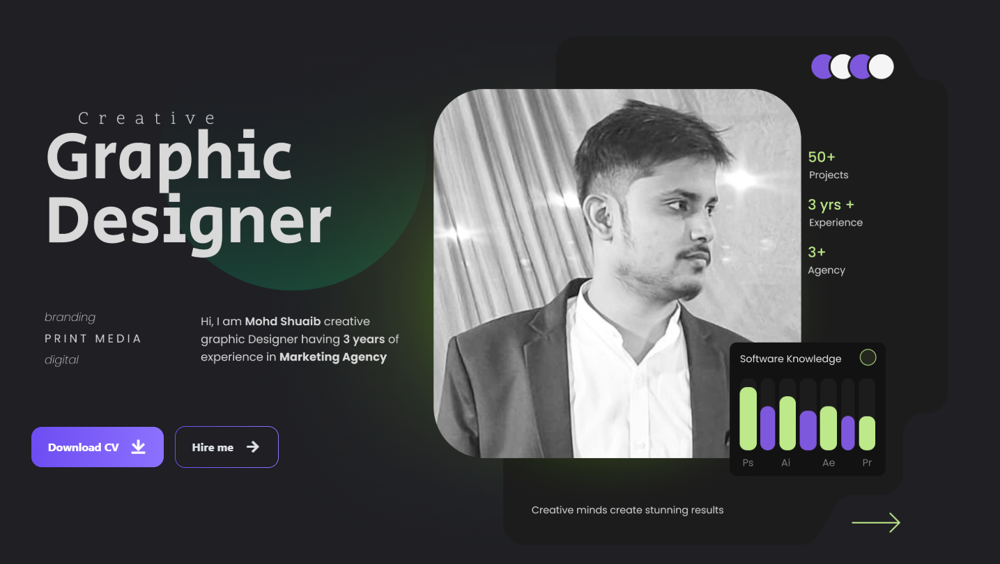 Creative
Graphic
Designer
branding
PRINT MEDIA
digital
Hi, I am Mohd Shuaib creative
graphic Designer having 3 years of
experience in Marketing Agency
Download CV
Hire me
50+
Projects
3 yrs +
Experience
3+
Agency
Software Knowledge
Ps Ai Ae Pr
Creative minds create stunning results